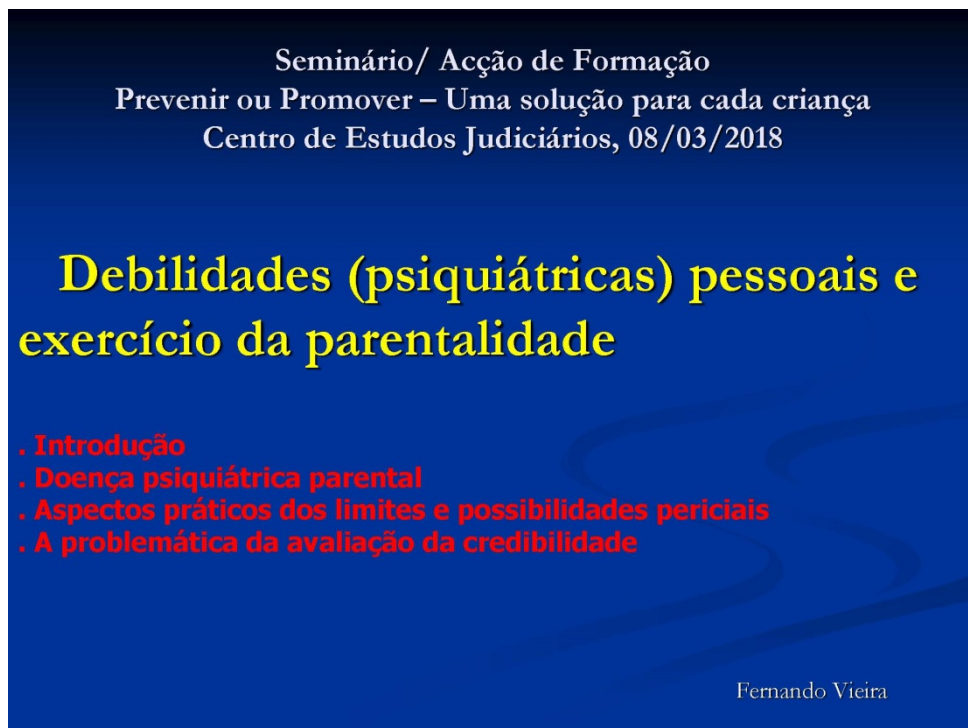 Seminário/ Acção de Formação
Prevenir ou Promover – Uma solução para cada criança
Centro de Estudos Judiciários, 08/03/2018
Debilidades (psiquiátricas) pessoais e
exercício da parentalidade
. Introdução
. Doença psiquiátrica parental
. Aspectos práticos dos limites e possibilidades periciais
. A problemática da avaliação da credibilidade
Fernando Vieira